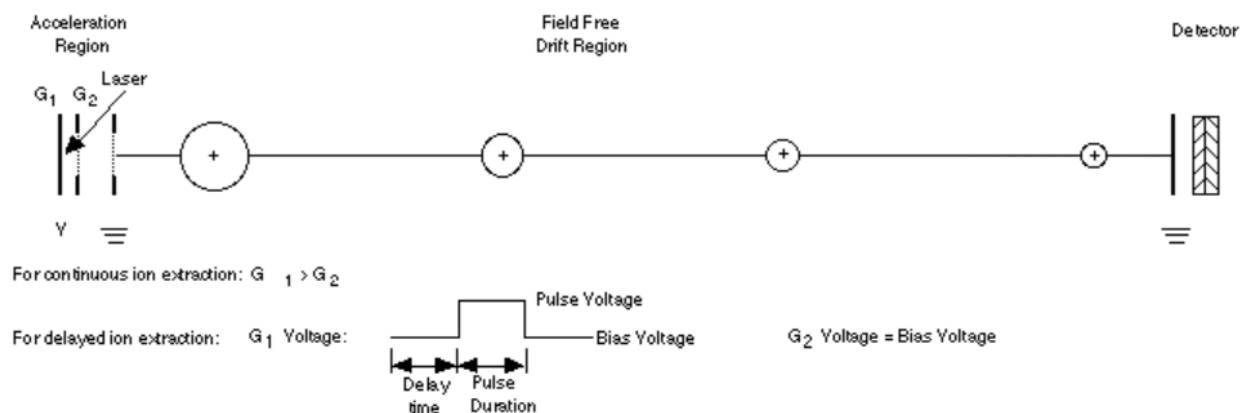 Acceleration
Region
Field Free
Drift Region
Detector
Laser
G1 G2
+ + + +
V
For continuous ion extraction: G 1 > G2
Pulse Voltage
For delayed ion extraction: G1 Voltage: Bias Voltage G2 Voltage = Bias Voltage
Delay
time
Pulse
Duration